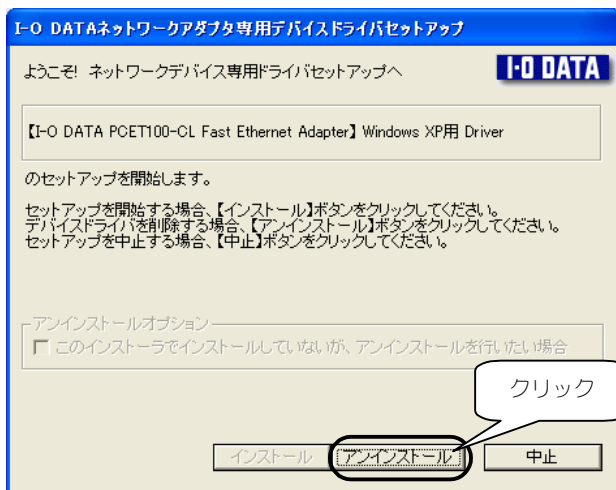 I-O DATAネットワークアダプタ専用デバイスドライバセットアップ
ようこそ! ネットワークデバイス専用ドライバセットアップへ
I-O DATA
【I-O DATA PCET100-CL Fast Ethernet Adapter】 Windows XP用 Driver
のセットアップを開始します。
セットアップを開始する場合、【インストール】ボタンをクリックしてください。
デバイスドライバを削除する場合、【アンインストール】ボタンをクリックしてください。
セットアップを中止する場合、【中止】ボタンをクリックしてください。
アンインストールオプション
このインストーラでインストールしていないが、アンインストールを行いたい場合
クリック
インストール
アンインストール
中止